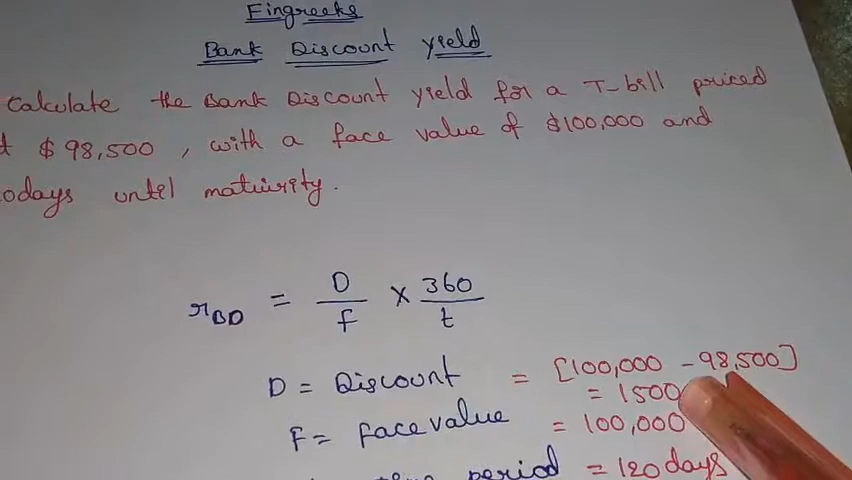 Fingreeks
Bank Discount yield
Calculate the Bank Discount yield for a T-bill priced
$98,500, with a face value of $100,000 and
days until maturity.
rBD = D/F × 360/t
D = Discount = [100,000 - 98,500]
= 1500
F = face value = 100,000
period = 120 days